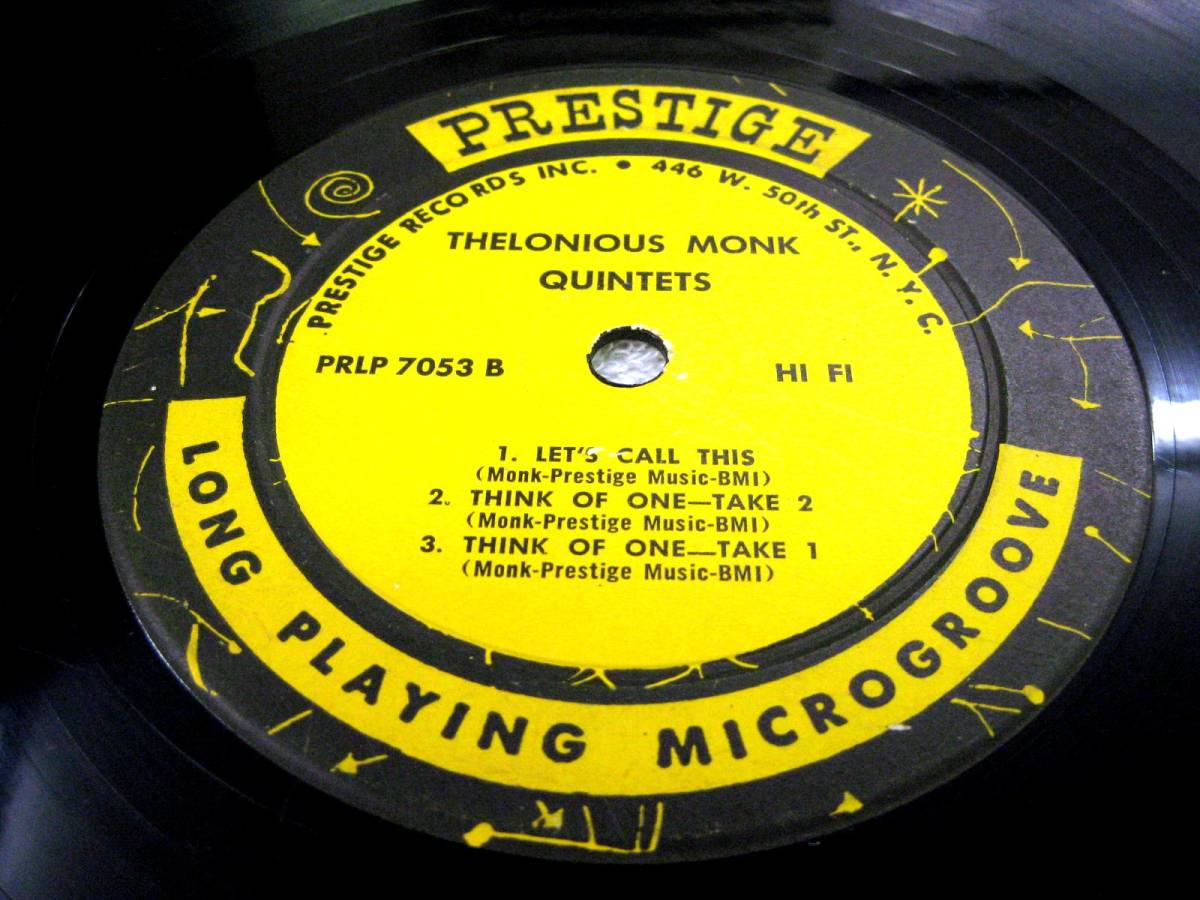 PRESTIGE
PRESTIGE RECORDS INC. • 446 W. 50th ST., N. Y. C.
THELONIOUS MONK
QUINTETS
PRLP 7053 B
HI FI
1. LET'S CALL THIS
(Monk-Prestige Music-BMI)
2. THINK OF ONE—TAKE 2
(Monk-Prestige Music-BMI)
3. THINK OF ONE—TAKE 1
(Monk-Prestige Music-BMI)
LONG PLAYING MICROGROOVE